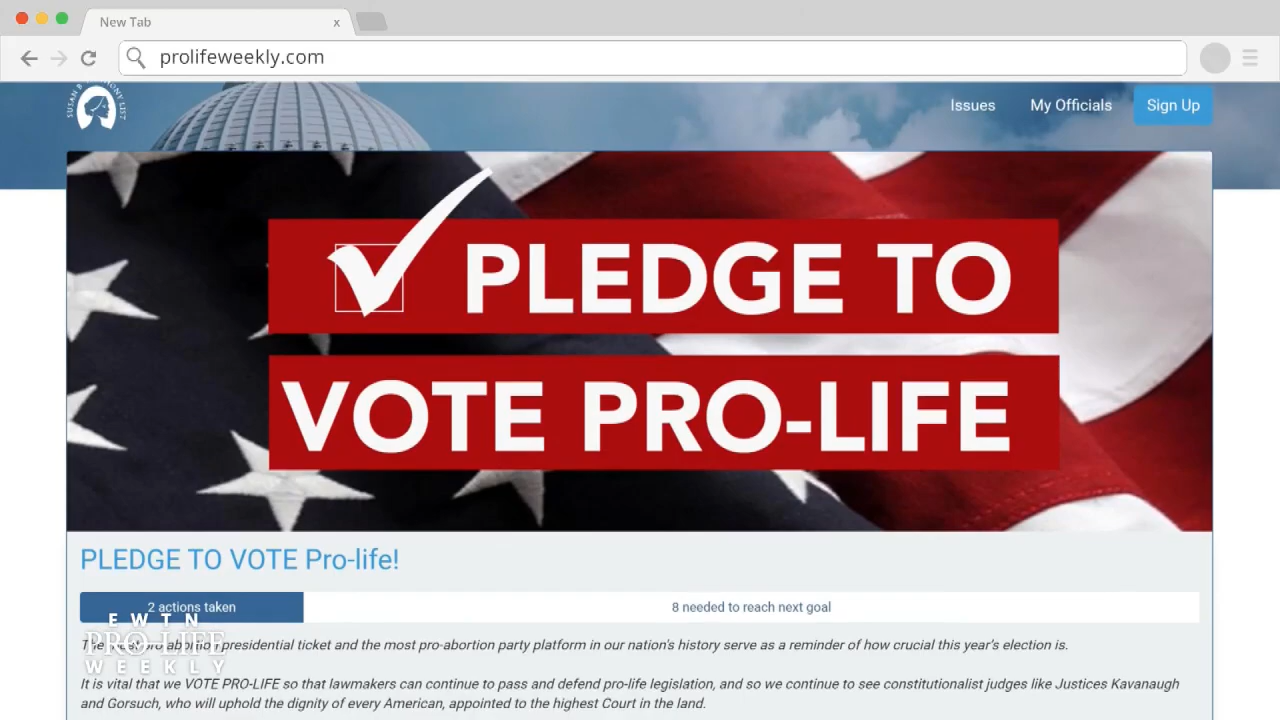 New Tab
x
prolifeweekly.com
Issues
My Officials
Sign Up
PLEDGE TO
VOTE PRO-LIFE
PLEDGE TO VOTE Pro-life!
2 actions taken
8 needed to reach next goal
EWTN
PRO-LIFE
WEEKLY
The most pro-abortion presidential ticket and the most pro-abortion party platform in our nation's history serve as a reminder of how crucial this year's election is.
It is vital that we VOTE PRO-LIFE so that lawmakers can continue to pass and defend pro-life legislation, and so we continue to see constitutionalist judges like Justices Kavanaugh
and Gorsuch, who will uphold the dignity of every American, appointed to the highest Court in the land.